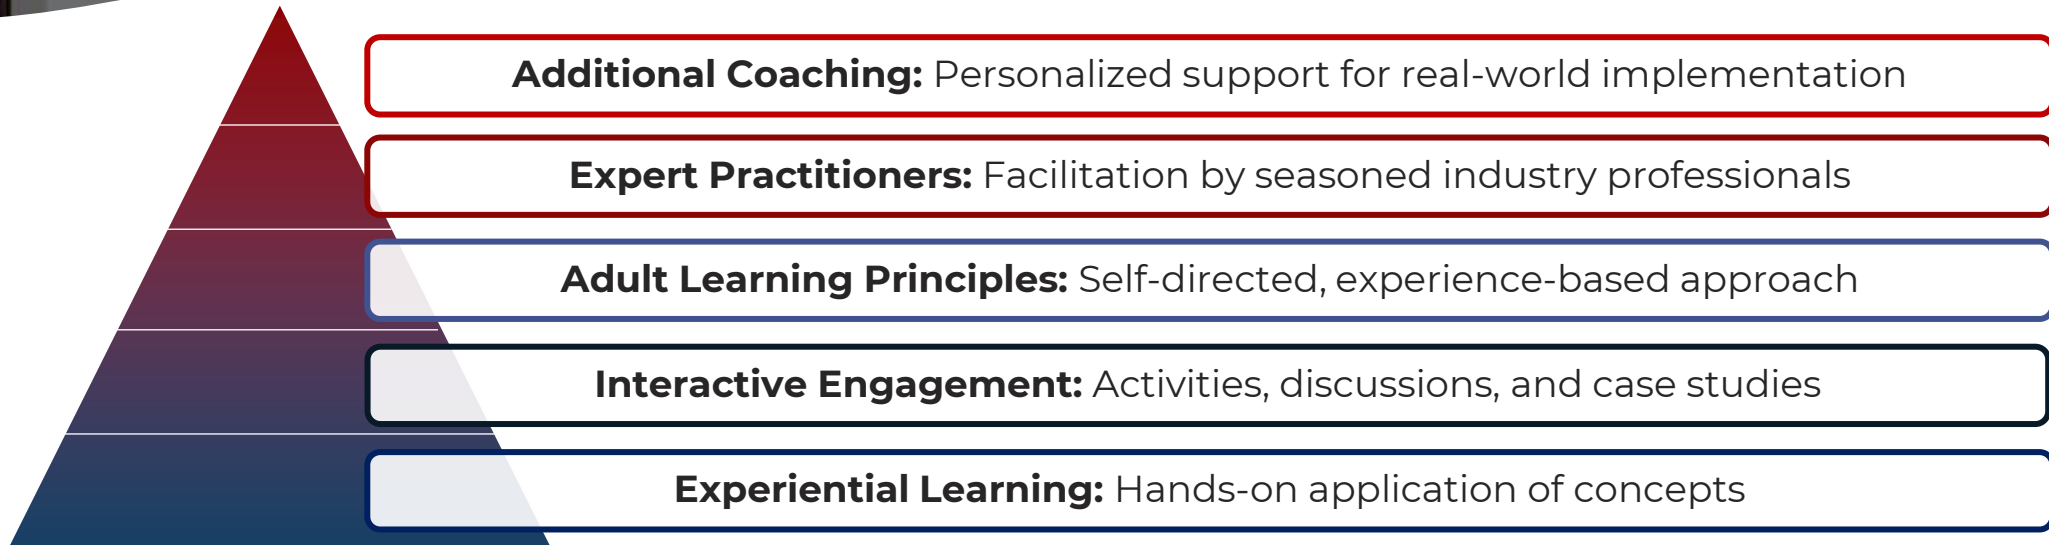 Additional Coaching: Personalized support for real-world implementation
Expert Practitioners: Facilitation by seasoned industry professionals
Adult Learning Principles: Self-directed, experience-based approach
Interactive Engagement: Activities, discussions, and case studies
Experiential Learning: Hands-on application of concepts